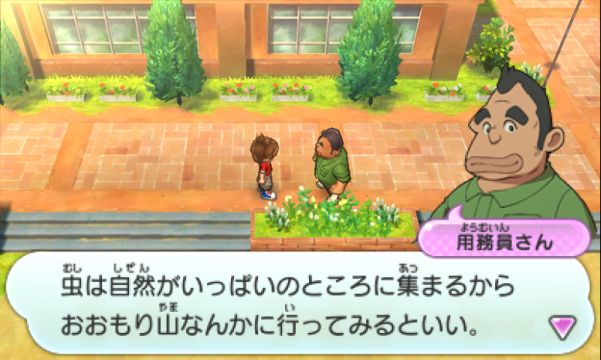 用務員さん
虫は自然がいっぱいのところに集まるから
おおもり山なんかに行ってみるといい。